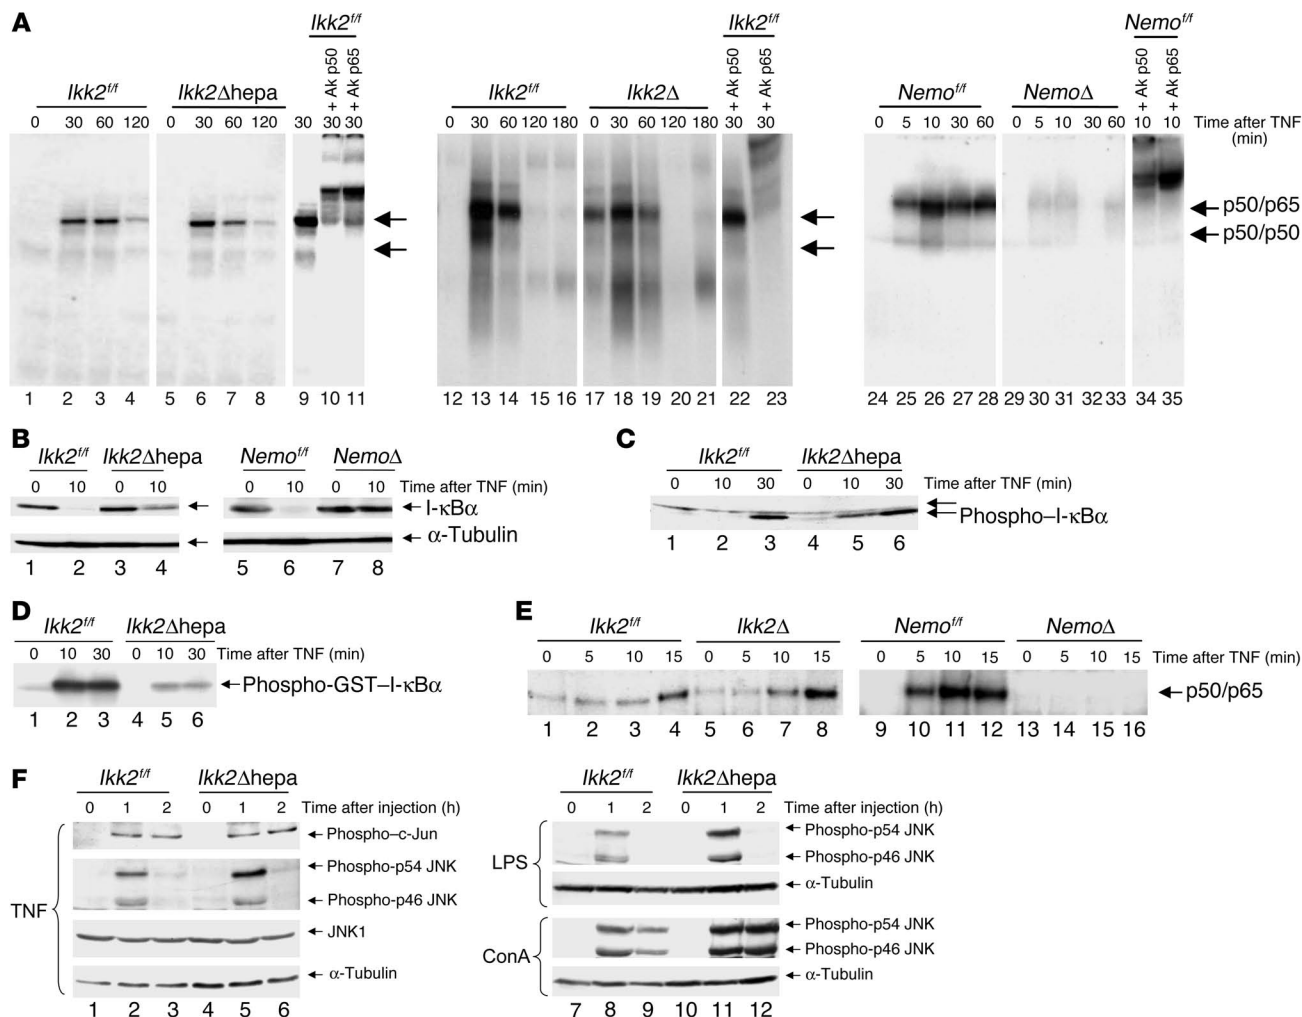 A
Ikk2f/f Ikk2f/f Nemof/f
Ikk2f/f Ikk2Δhepa + Ak p50 + Ak p65 Ikk2f/f Ikk2Δ + Ak p50 + Ak p65 Nemof/f NemoΔ + Ak p50 + Ak p65
0 30 60 120 0 30 60 120 30 30 30 0 30 60 120 180 0 30 60 120 180 30 30 0 5 10 30 60 0 5 10 30 60 10 10 Time after TNF
(min)
p50/p65
p50/p50
1 2 3 4 5 6 7 8 9 10 11 12 13 14 15 16 17 18 19 20 21 22 23 24 25 26 27 28 29 30 31 32 33 34 35
B
Ikk2f/f Ikk2Δhepa Nemof/f NemoΔ
0 10 0 10 0 10 0 10 Time after TNF (min)
I-κBα
α-Tubulin
1 2 3 4 5 6 7 8
C
Ikk2f/f Ikk2Δhepa
0 10 30 0 10 30 Time after TNF (min)
Phospho–I-κBα
1 2 3 4 5 6
D
Ikk2f/f Ikk2Δhepa
0 10 30 0 10 30 Time after TNF (min)
Phospho-GST–I-κBα
1 2 3 4 5 6
E
Ikk2f/f Ikk2Δ Nemof/f NemoΔ
0 5 10 15 0 5 10 15 0 5 10 15 0 5 10 15 Time after TNF (min)
p50/p65
1 2 3 4 5 6 7 8 9 10 11 12 13 14 15 16
F
Ikk2f/f Ikk2Δhepa
0 1 2 0 1 2 Time after injection (h)
Phospho–c-Jun
Phospho-p54 JNK
TNF
Phospho-p46 JNK
JNK1
α-Tubulin
1 2 3 4 5 6
Ikk2f/f Ikk2Δhepa
0 1 2 0 1 2 Time after injection (h)
Phospho-p54 JNK
LPS
Phospho-p46 JNK
α-Tubulin
Phospho-p54 JNK
ConA
Phospho-p46 JNK
α-Tubulin
7 8 9 10 11 12